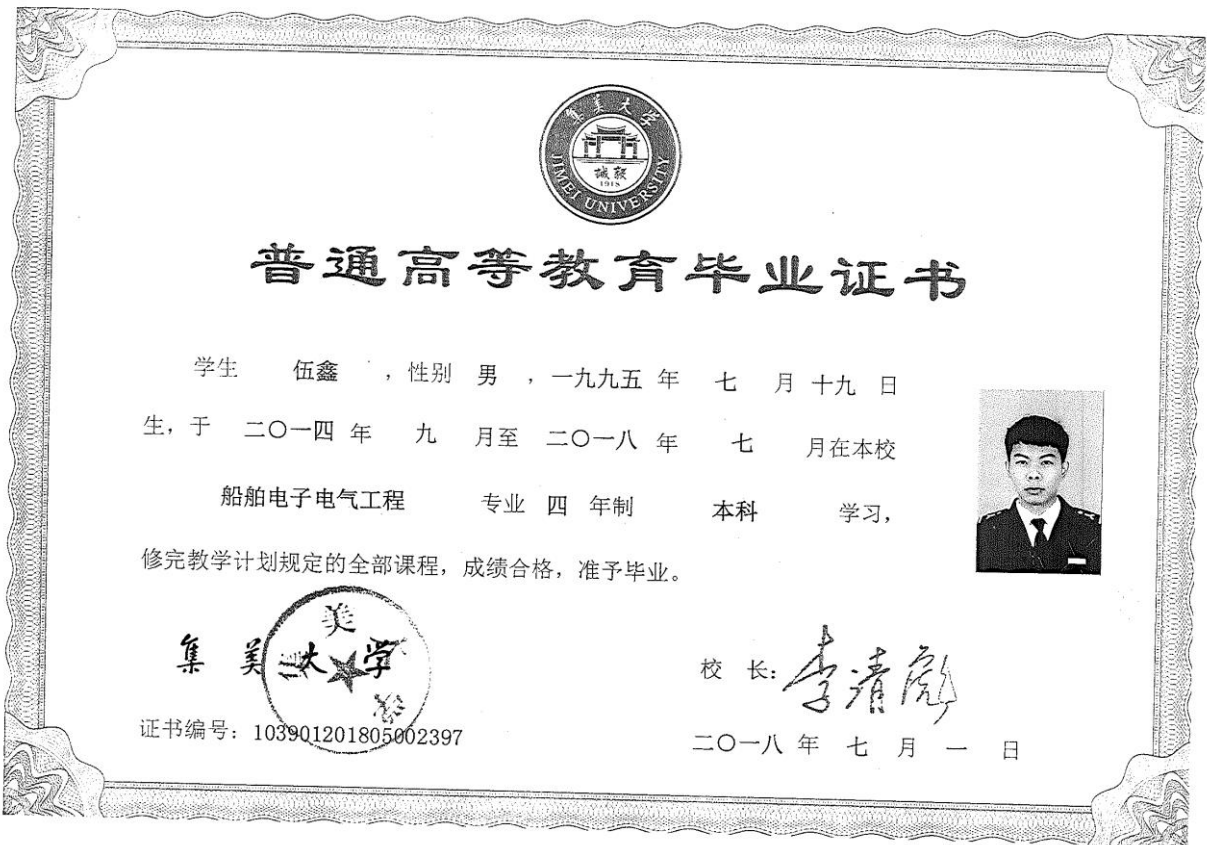 集美大学
诚毅
1918
JIMEI UNIVERSITY
普通高等教育毕业证书
学生 伍鑫 ，性别 男 ，一九九五 年 七 月 十九 日
生，于 二〇一四 年 九 月至 二〇一八 年 七 月在本校
船舶电子电气工程 专业 四 年制 本科 学习，
修完教学计划规定的全部课程，成绩合格，准予毕业。
集美大学
校 长：李清彪
证书编号：103901201805002397
二〇一八 年 七 月 一 日